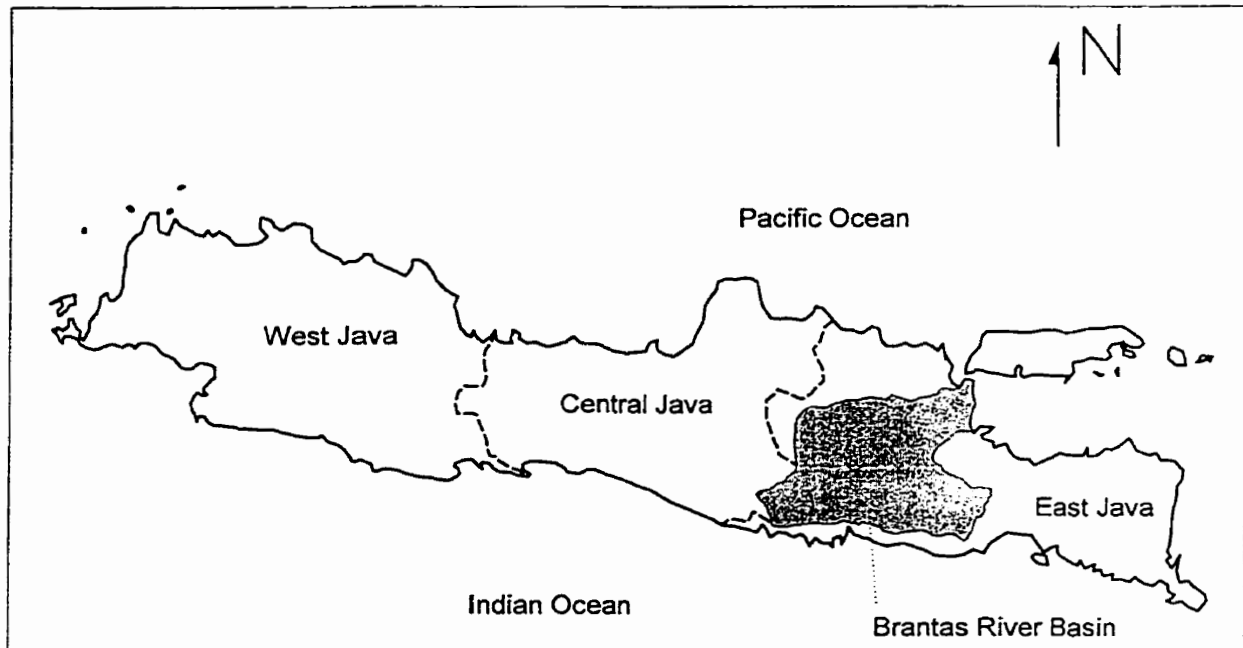 N
Pacific Ocean
West Java
Central Java
East Java
Indian Ocean
Brantas River Basin